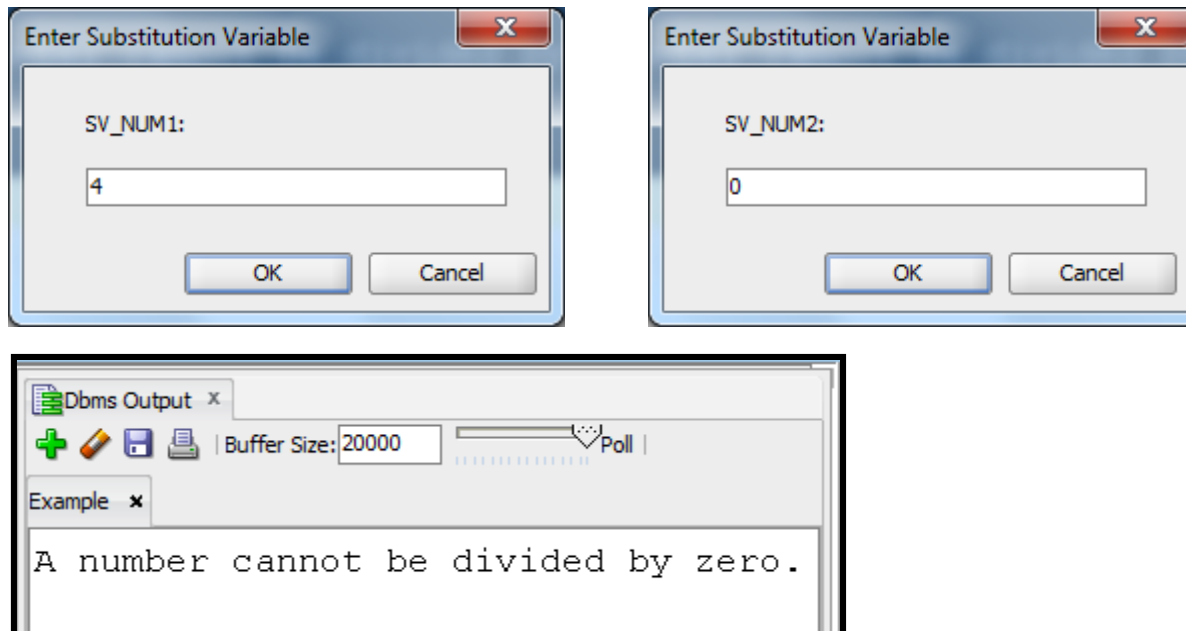 Enter Substitution Variable
SV_NUM1:
4
OK Cancel
Enter Substitution Variable
SV_NUM2:
0
OK Cancel
Dbms Output x
Buffer Size: 20000 Poll
Example x
A number cannot be divided by zero.